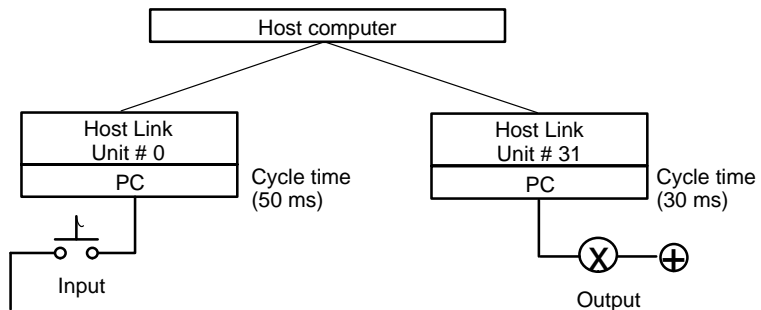 Host computer
Host Link
Unit # 0
PC
Cycle time
(50 ms)
Input
Host Link
Unit # 31
PC
Cycle time
(30 ms)
X
Output